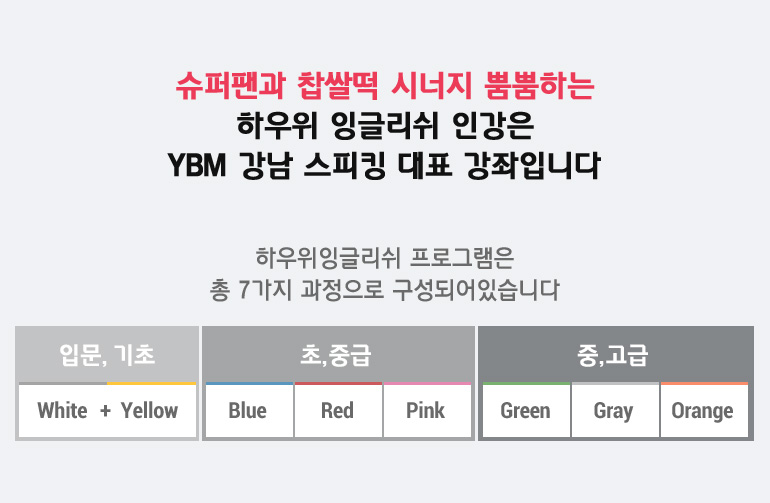 슈퍼팬과 찹쌀떡 시너지 뿜뿜하는
하우위 잉글리쉬 인강은
YBM 강남 스피킹 대표 강좌입니다
하우위잉글리쉬 프로그램은
총 7가지 과정으로 구성되어있습니다
입문, 기초 초,중급 중,고급
White + Yellow Blue Red Pink Green Gray Orange